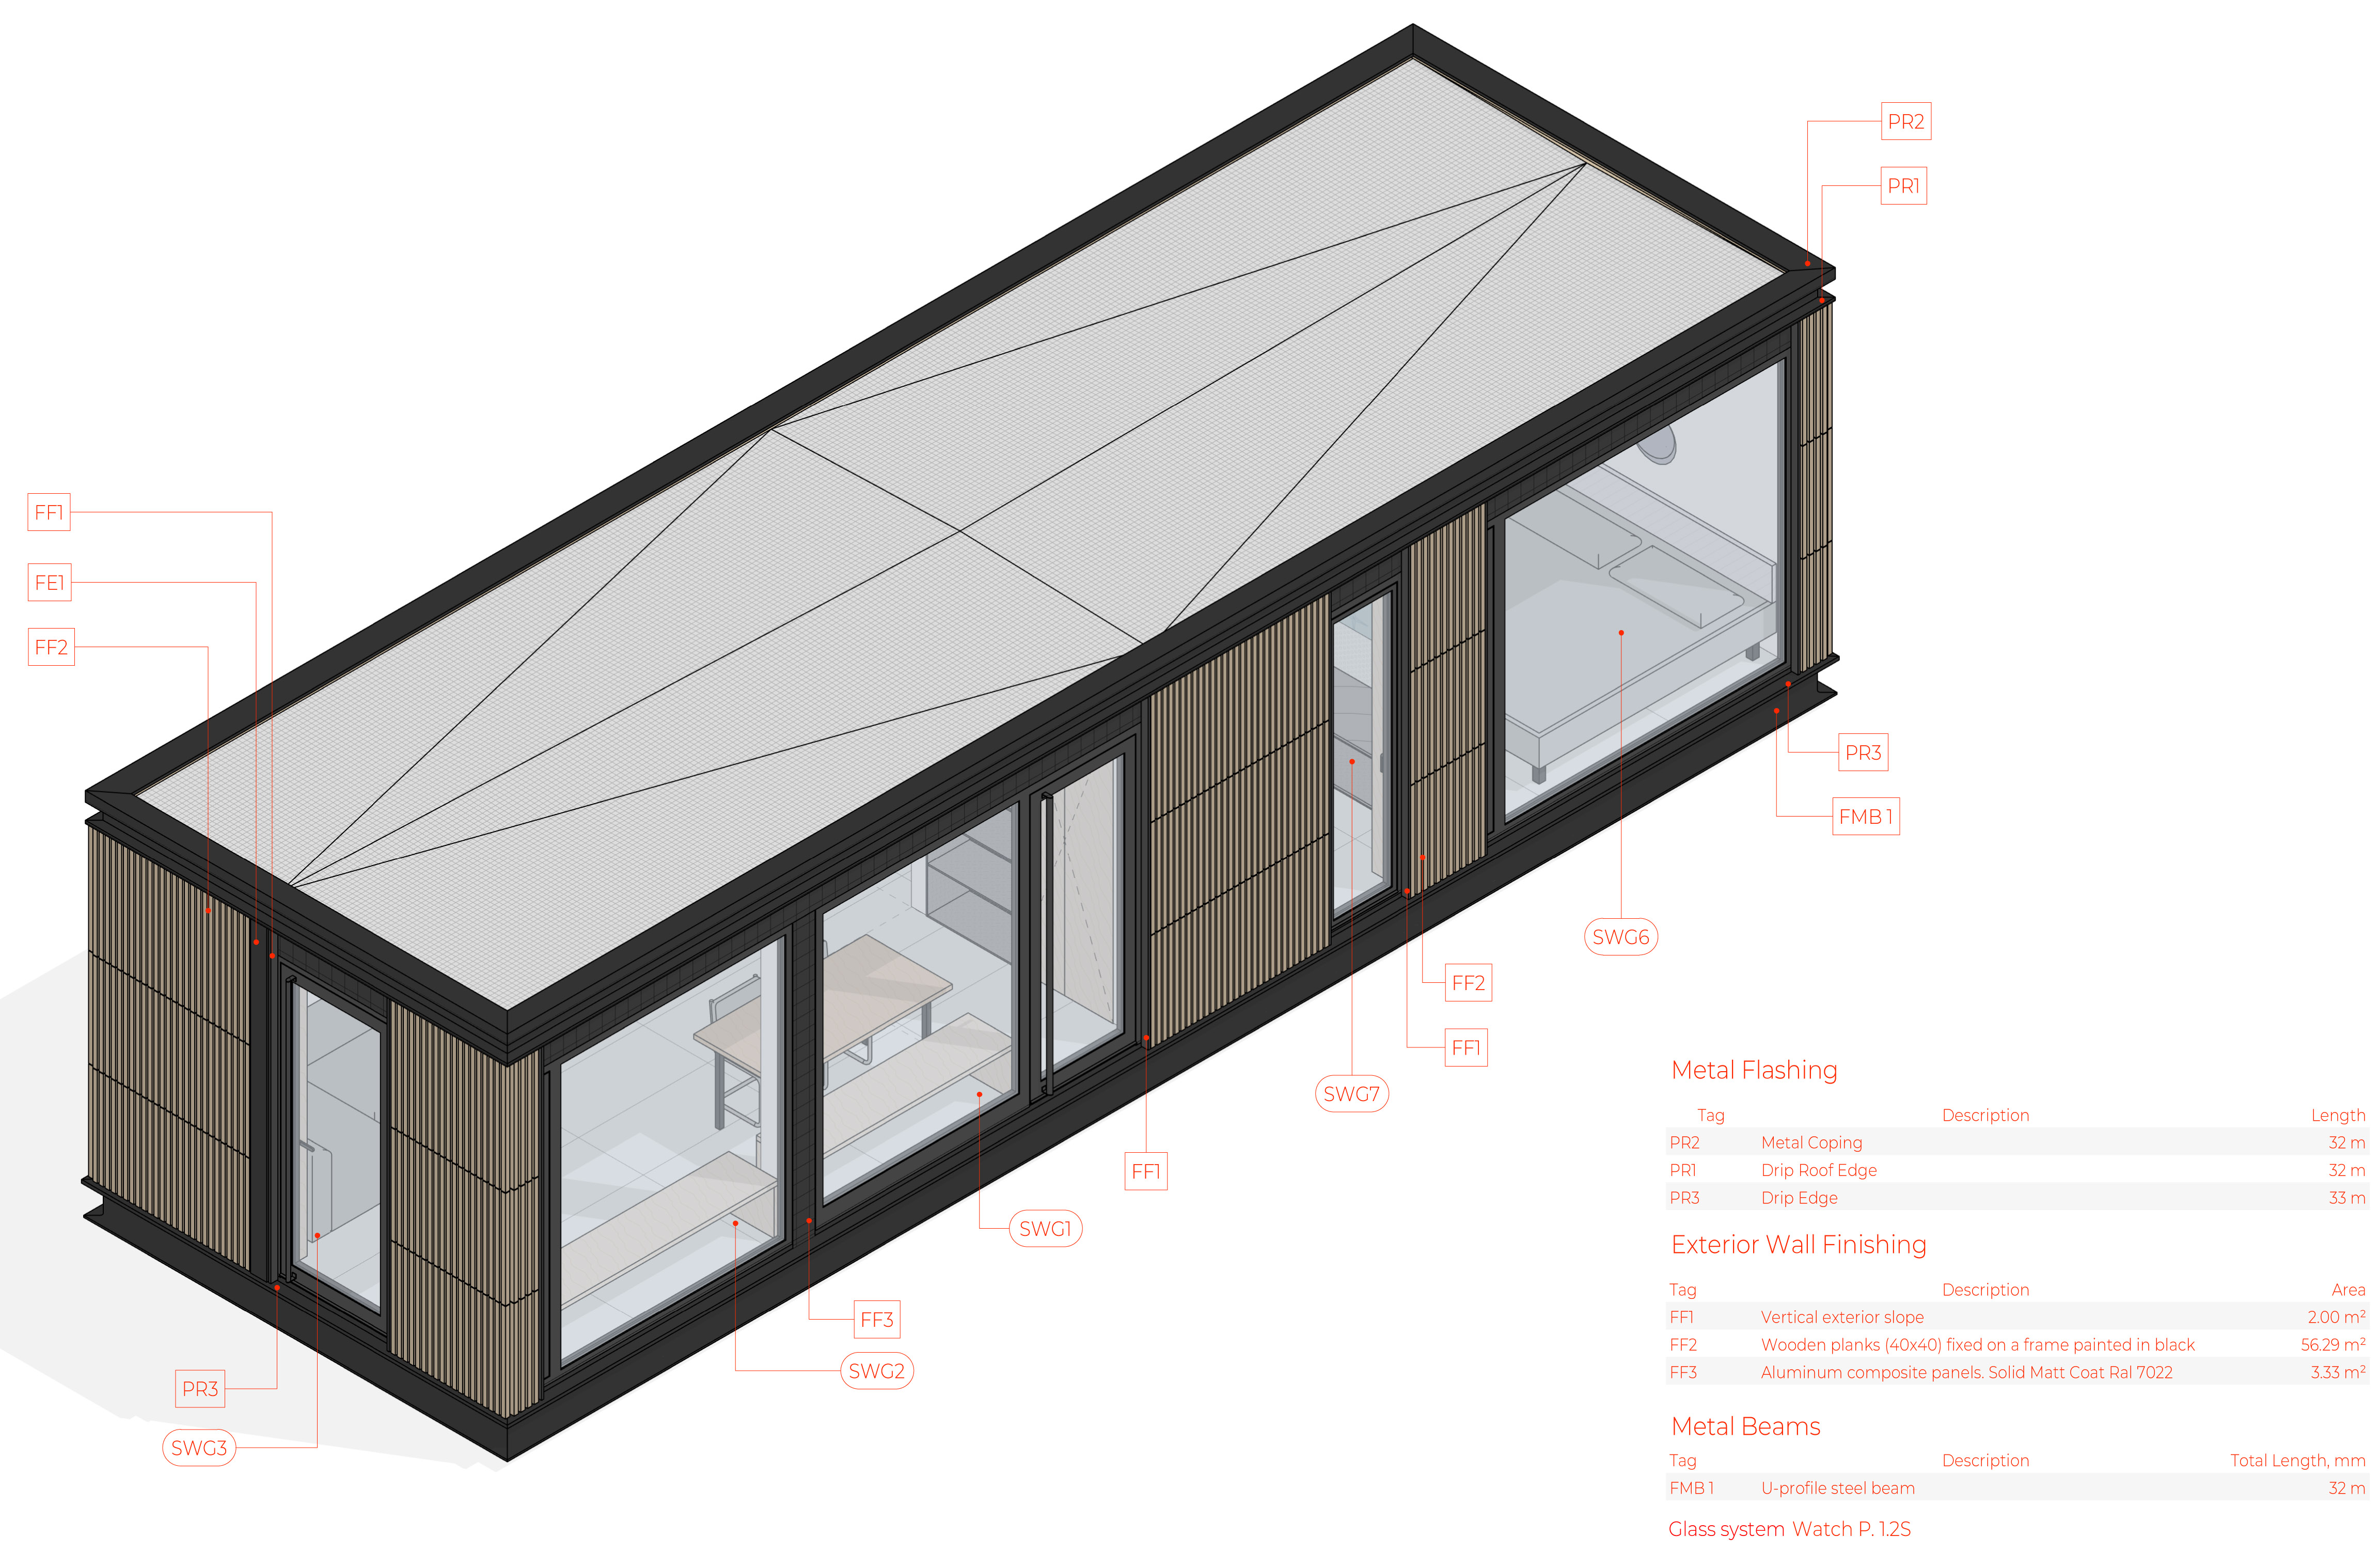 PR2
PR1
FF1
FE1
FF2
PR3
FMB 1
SWG6
FF2
FF1
SWG7
FF1
SWG1
FF3
SWG2
PR3
SWG3
Metal Flashing
Tag Description Length
PR2 Metal Coping 32 m
PR1 Drip Roof Edge 32 m
PR3 Drip Edge 33 m
Exterior Wall Finishing
Tag Description Area
FF1 Vertical exterior slope 2.00 m²
FF2 Wooden planks (40x40) fixed on a frame painted in black 56.29 m²
FF3 Aluminum composite panels. Solid Matt Coat Ral 7022 3.33 m²
Metal Beams
Tag Description Total Length, mm
FMB 1 U-profile steel beam 32 m
Glass system Watch P. 1.2S